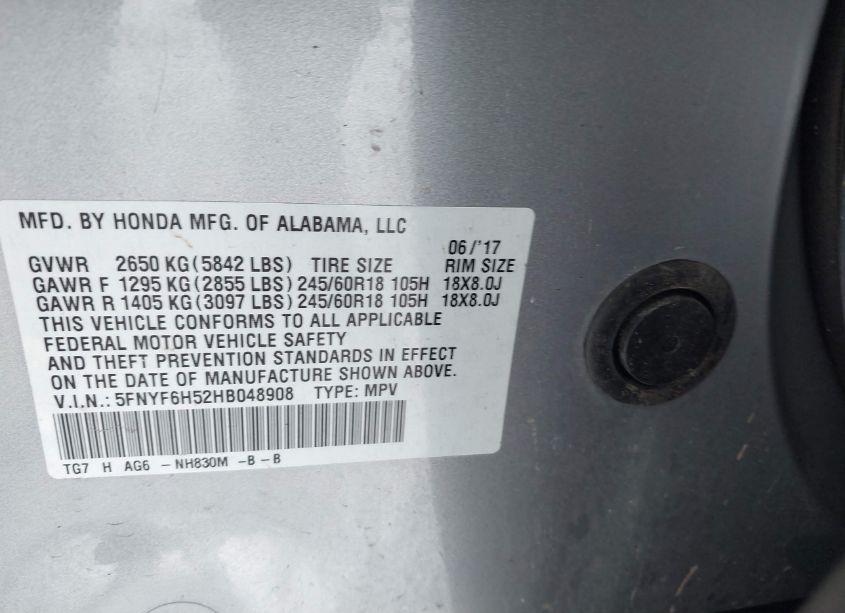 MFD. BY HONDA MFG. OF ALABAMA, LLC
06/'17
GVWR 2650 KG(5842 LBS) TIRE SIZE RIM SIZE
GAWR F 1295 KG(2855 LBS)245/60R18 105H 18X8.0J
GAWR R 1405 KG(3097 LBS)245/60R18 105H 18X8.0J
THIS VEHICLE CONFORMS TO ALL APPLICABLE
FEDERAL MOTOR VEHICLE SAFETY
AND THEFT PREVENTION STANDARDS IN EFFECT
ON THE DATE OF MANUFACTURE SHOWN ABOVE.
V.I.N.: 5FNYF6H52HB048908 TYPE: MPV
TG7 H AG6 -NH830M -B-B